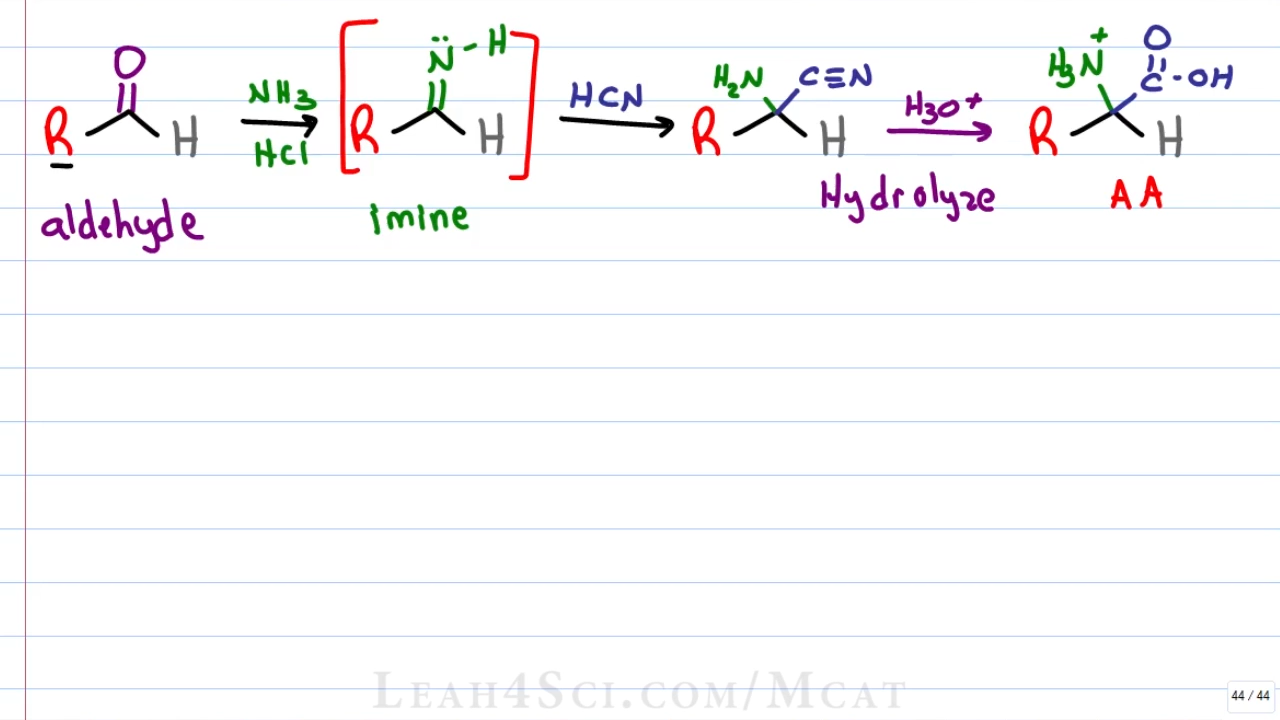 O
R H
aldehyde
NH3
HCl
N̈-H
R H
imine
HCN
H2N C≡N
R H
H3O+
Hydrolyze
O
+
H3N C-OH
R H
AA
LEAH4SCI.COM/MCAT
44 / 44